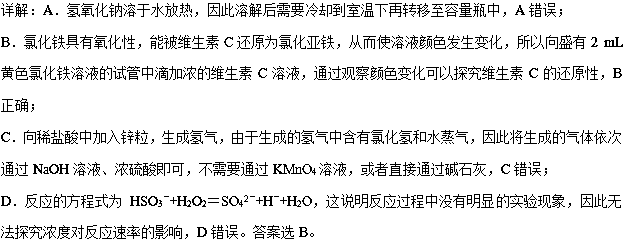 详解：A．氢氧化钠溶于水放热，因此溶解后需要冷却到室温下再转移至容量瓶中，A 错误；
B．氯化铁具有氧化性，能被维生素 C 还原为氯化亚铁，从而使溶液颜色发生变化，所以向盛有 2 mL
黄色氯化铁溶液的试管中滴加浓的维生素 C 溶液，通过观察颜色变化可以探究维生素 C 的还原性，B
正确；
C．向稀盐酸中加入锌粒，生成氢气，由于生成的氢气中含有氯化氢和水蒸气，因此将生成的气体依次
通过 NaOH 溶液、浓硫酸即可，不需要通过 KMnO₄ 溶液，或者直接通过碱石灰，C 错误；
D．反应的方程式为 HSO₃⁻+H₂O₂＝SO₄²⁻+H⁺+H₂O，这说明反应过程中没有明显的实验现象，因此无
法探究浓度对反应速率的影响，D 错误。答案选 B。